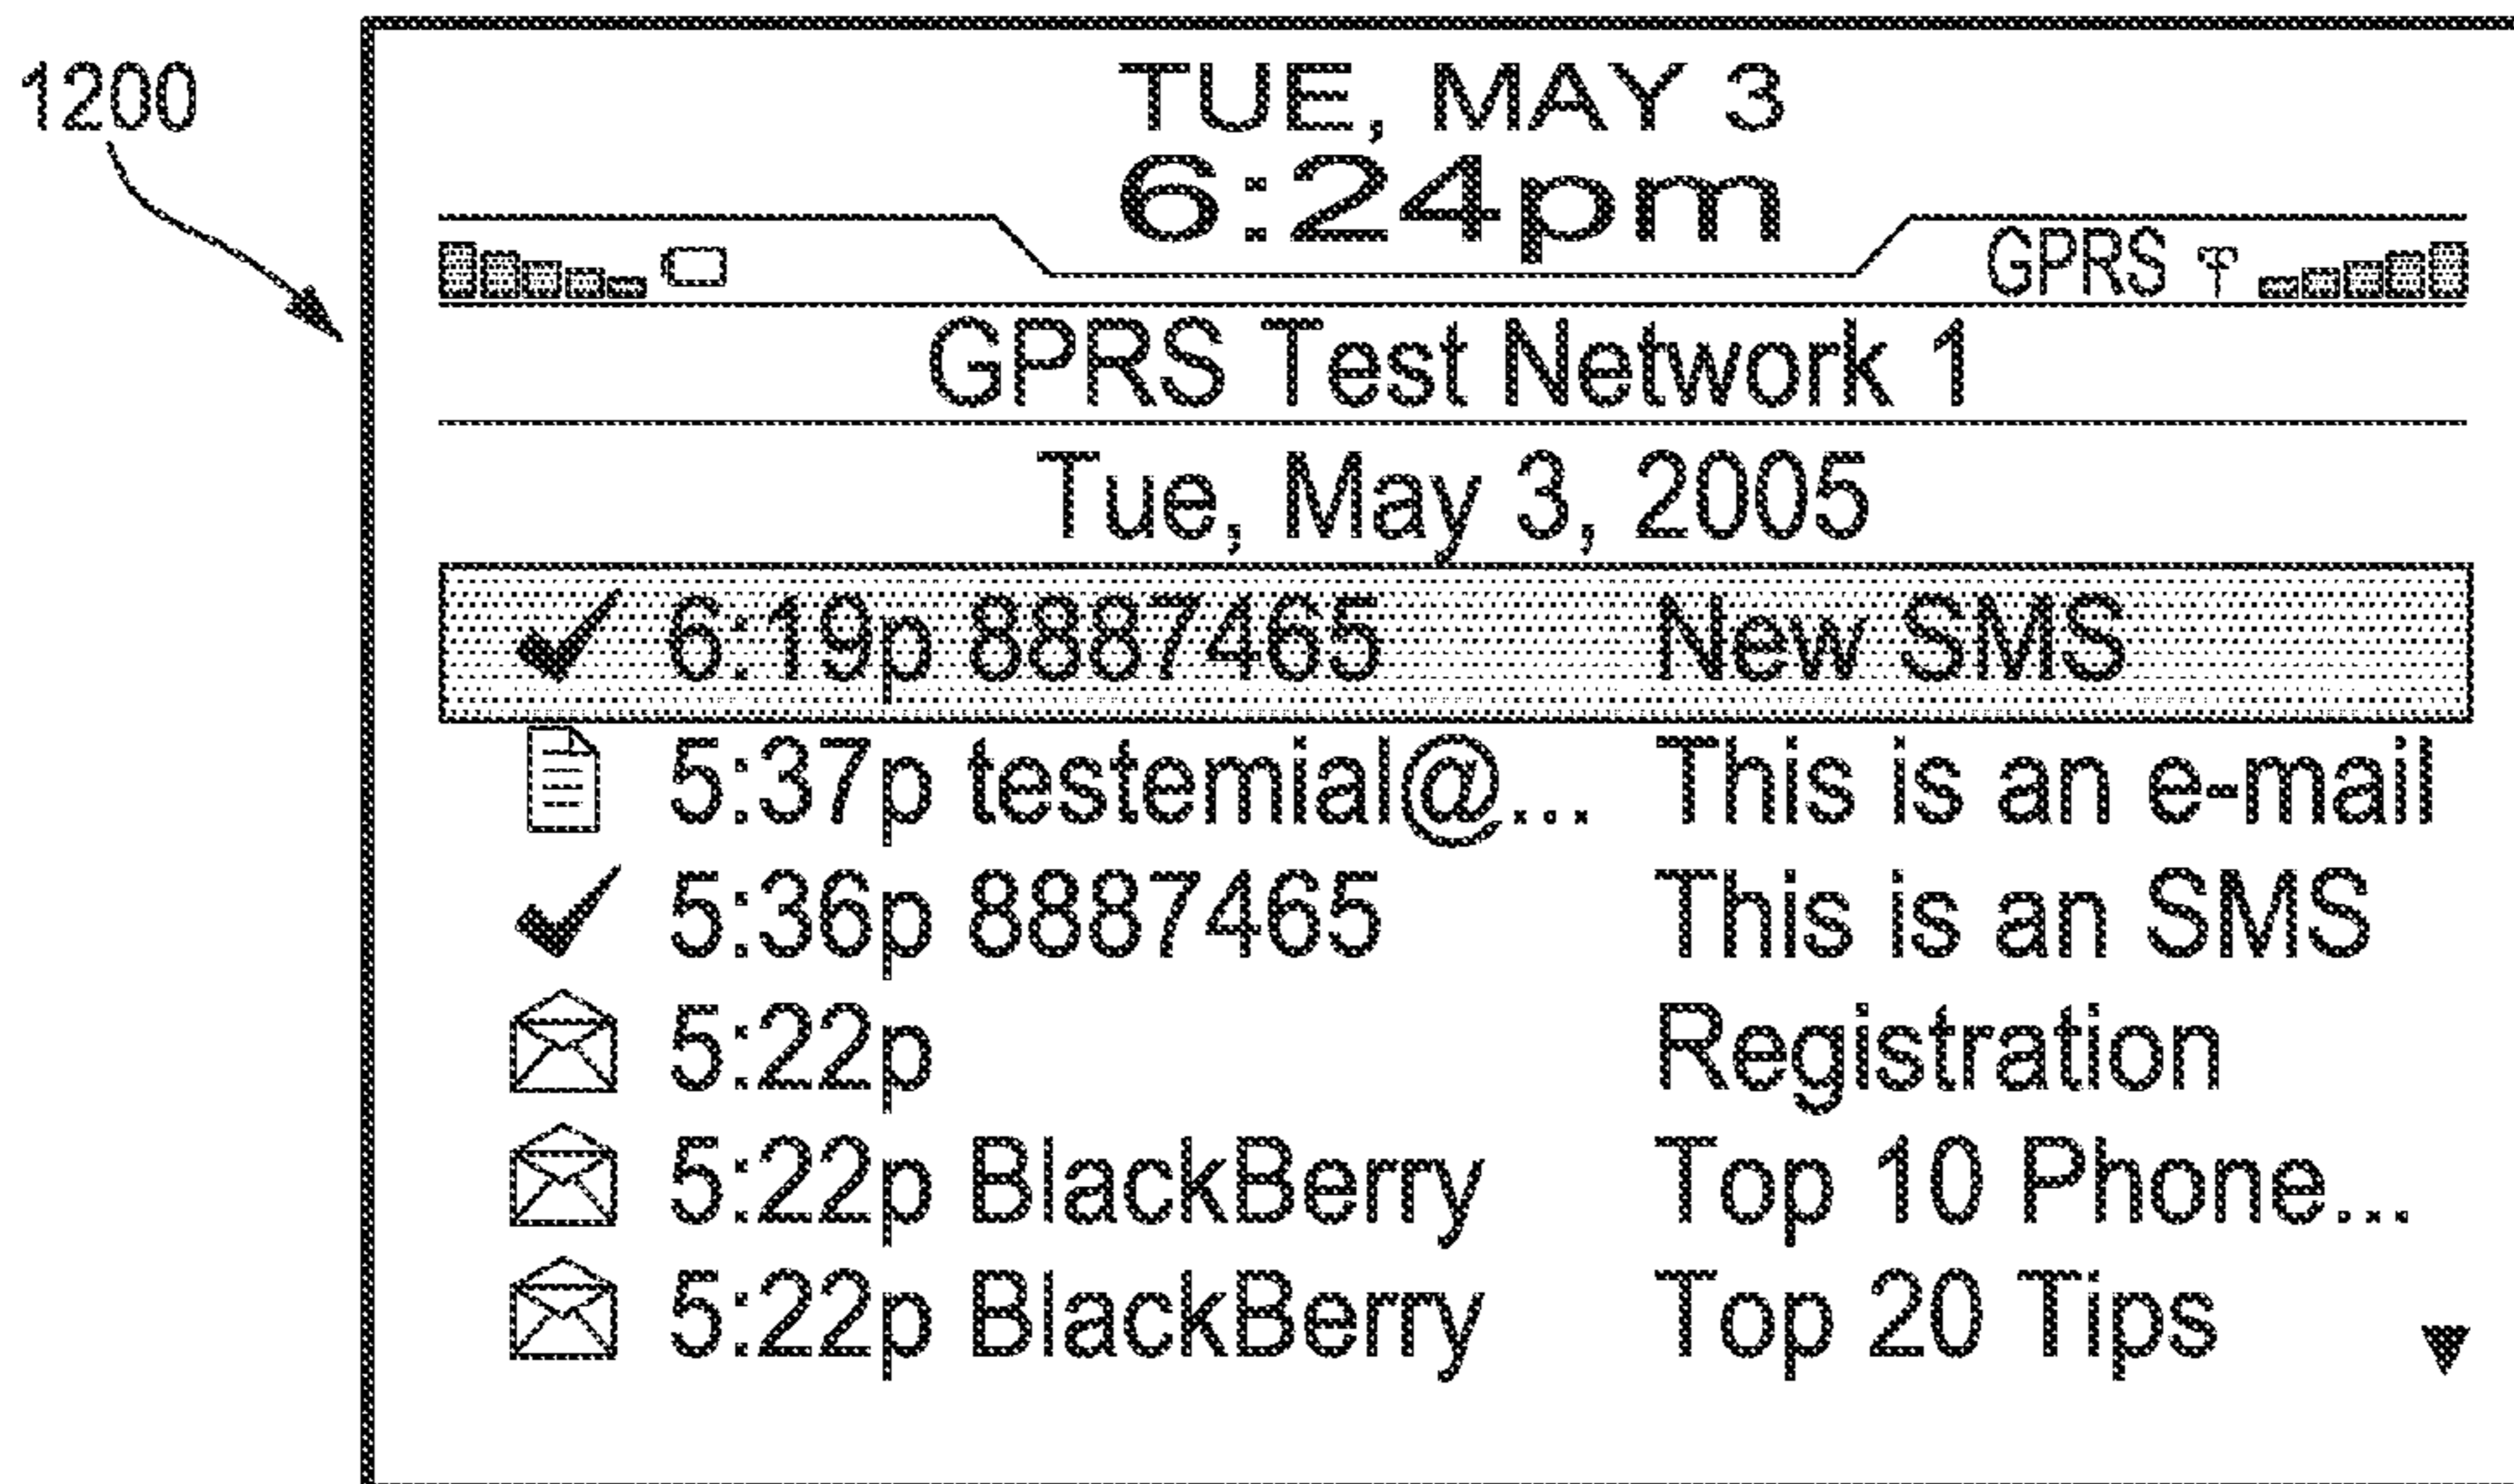 1200
TUE, MAY 3
6:24pm
GPRS
GPRS Test Network 1
Tue, May 3, 2005
6:19p 8887465 New SMS
5:37p testemial@... This is an e-mail
5:36p 8887465 This is an SMS
5:22p Registration
5:22p BlackBerry Top 10 Phone...
5:22p BlackBerry Top 20 Tips